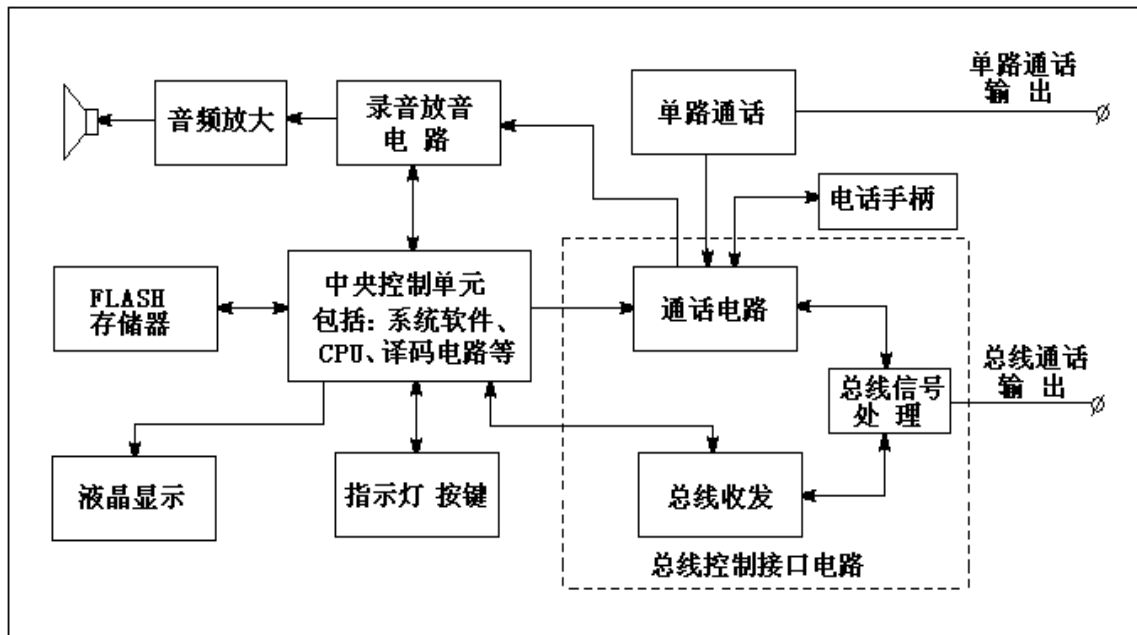 单路通话
输 出
音频放大
录音放音
电 路
单路通话
电话手柄
FLASH
存储器
中央控制单元
包括：系统软件、
CPU、译码电路等
通话电路
总线信号
处 理
总线通话
输 出
液晶显示
指示灯 按键
总线收发
总线控制接口电路